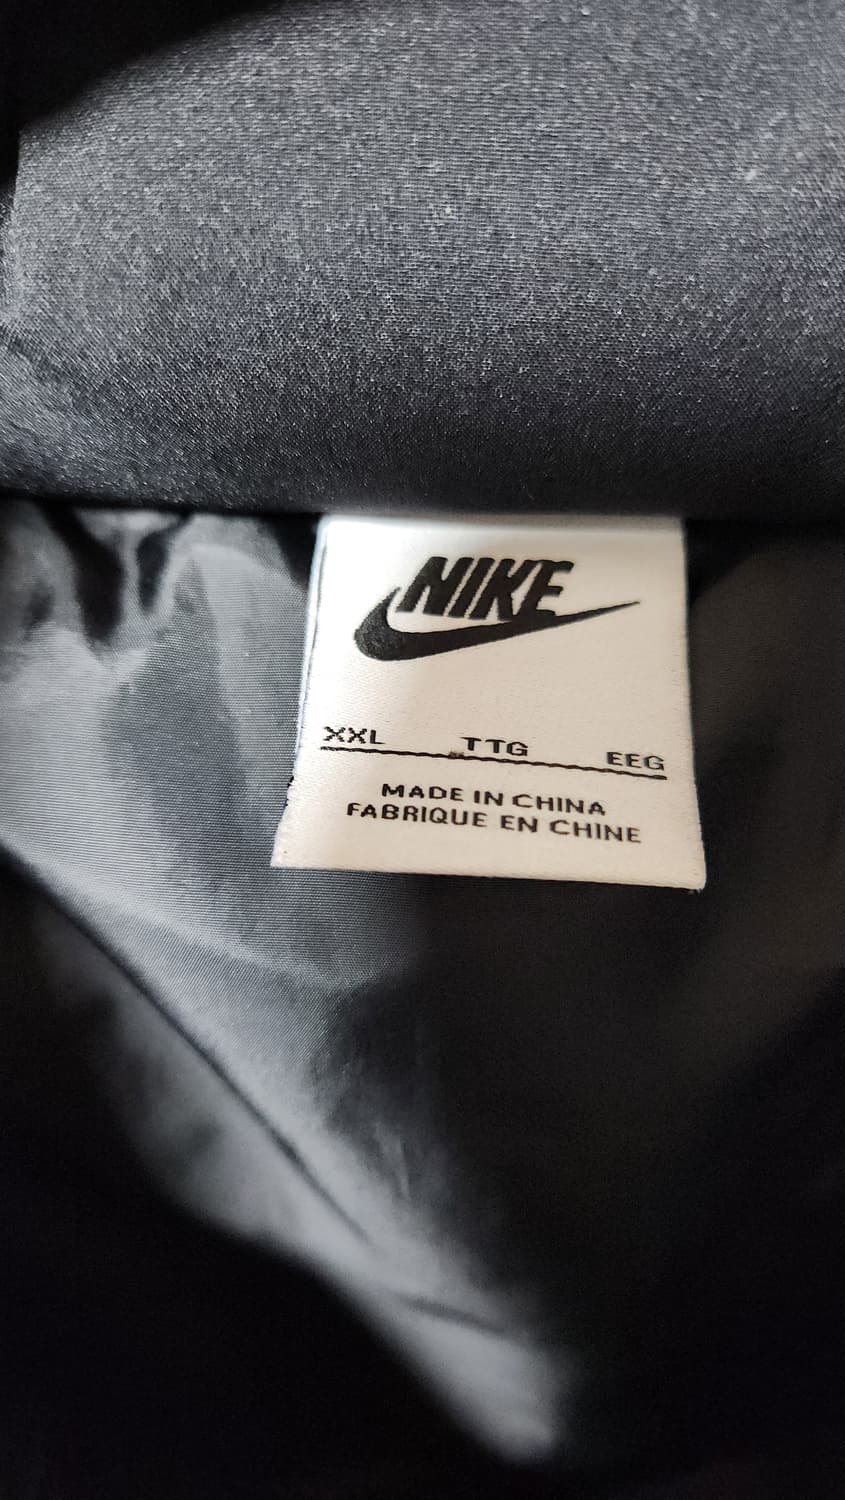 NIKE
XXL TTG EEG
MADE IN CHINA
FABRIQUE EN CHINE